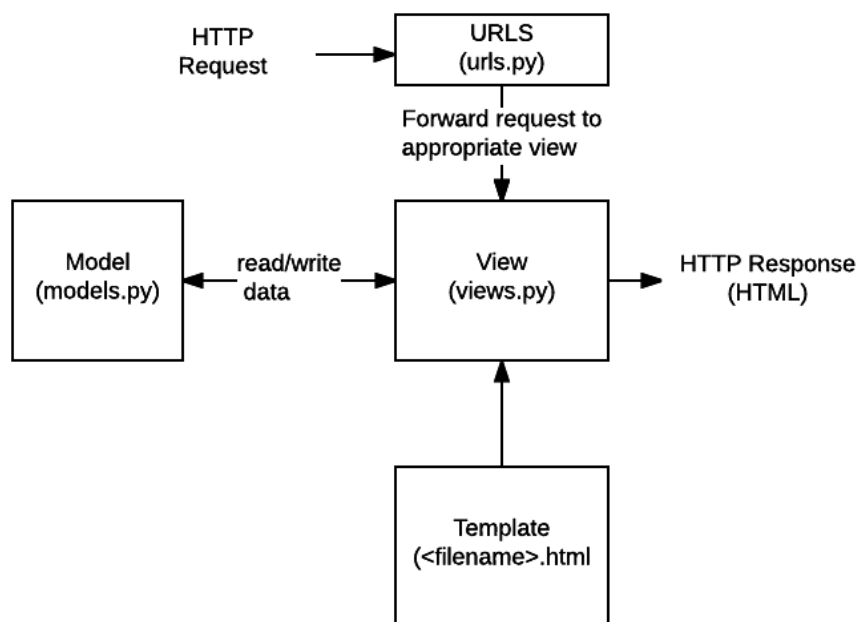 HTTP
Request
URLS
(urls.py)
Forward request to
appropriate view
Model
(models.py)
read/write
data
View
(views.py)
HTTP Response
(HTML)
Template
(<filename>.html